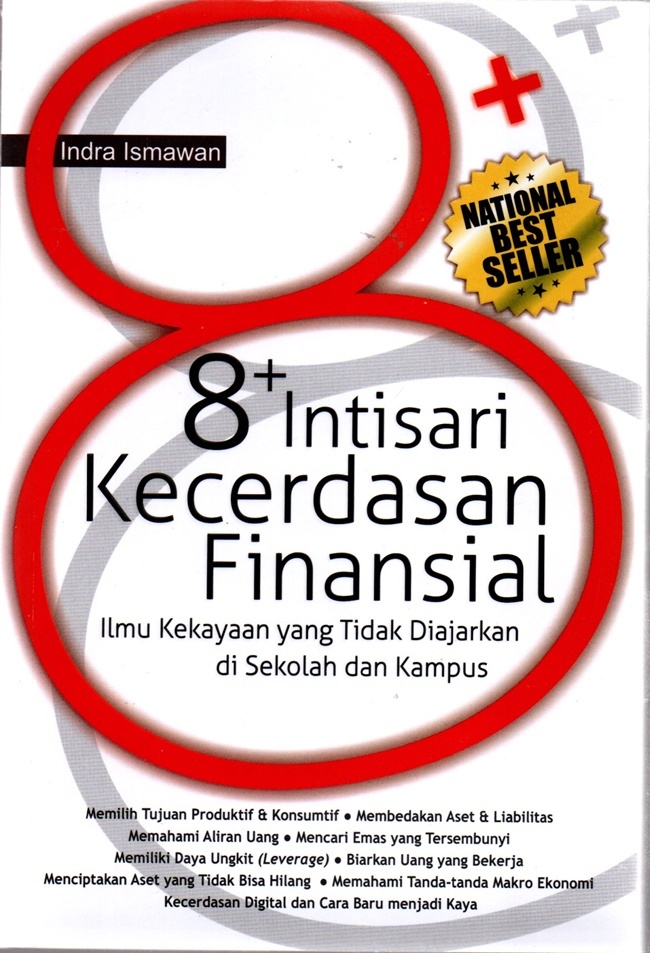 Indra Ismawan
NATIONAL
BEST
SELLER
8+ Intisari
Kecerdasan
Finansial
Ilmu Kekayaan yang Tidak Diajarkan
di Sekolah dan Kampus
Memilih Tujuan Produktif & Konsumtif ● Membedakan Aset & Liabilitas
Memahami Aliran Uang ● Mencari Emas yang Tersembunyi
Memiliki Daya Ungkit (Leverage) ● Biarkan Uang yang Bekerja
Menciptakan Aset yang Tidak Bisa Hilang ● Memahami Tanda-tanda Makro Ekonomi
Kecerdasan Digital dan Cara Baru menjadi Kaya